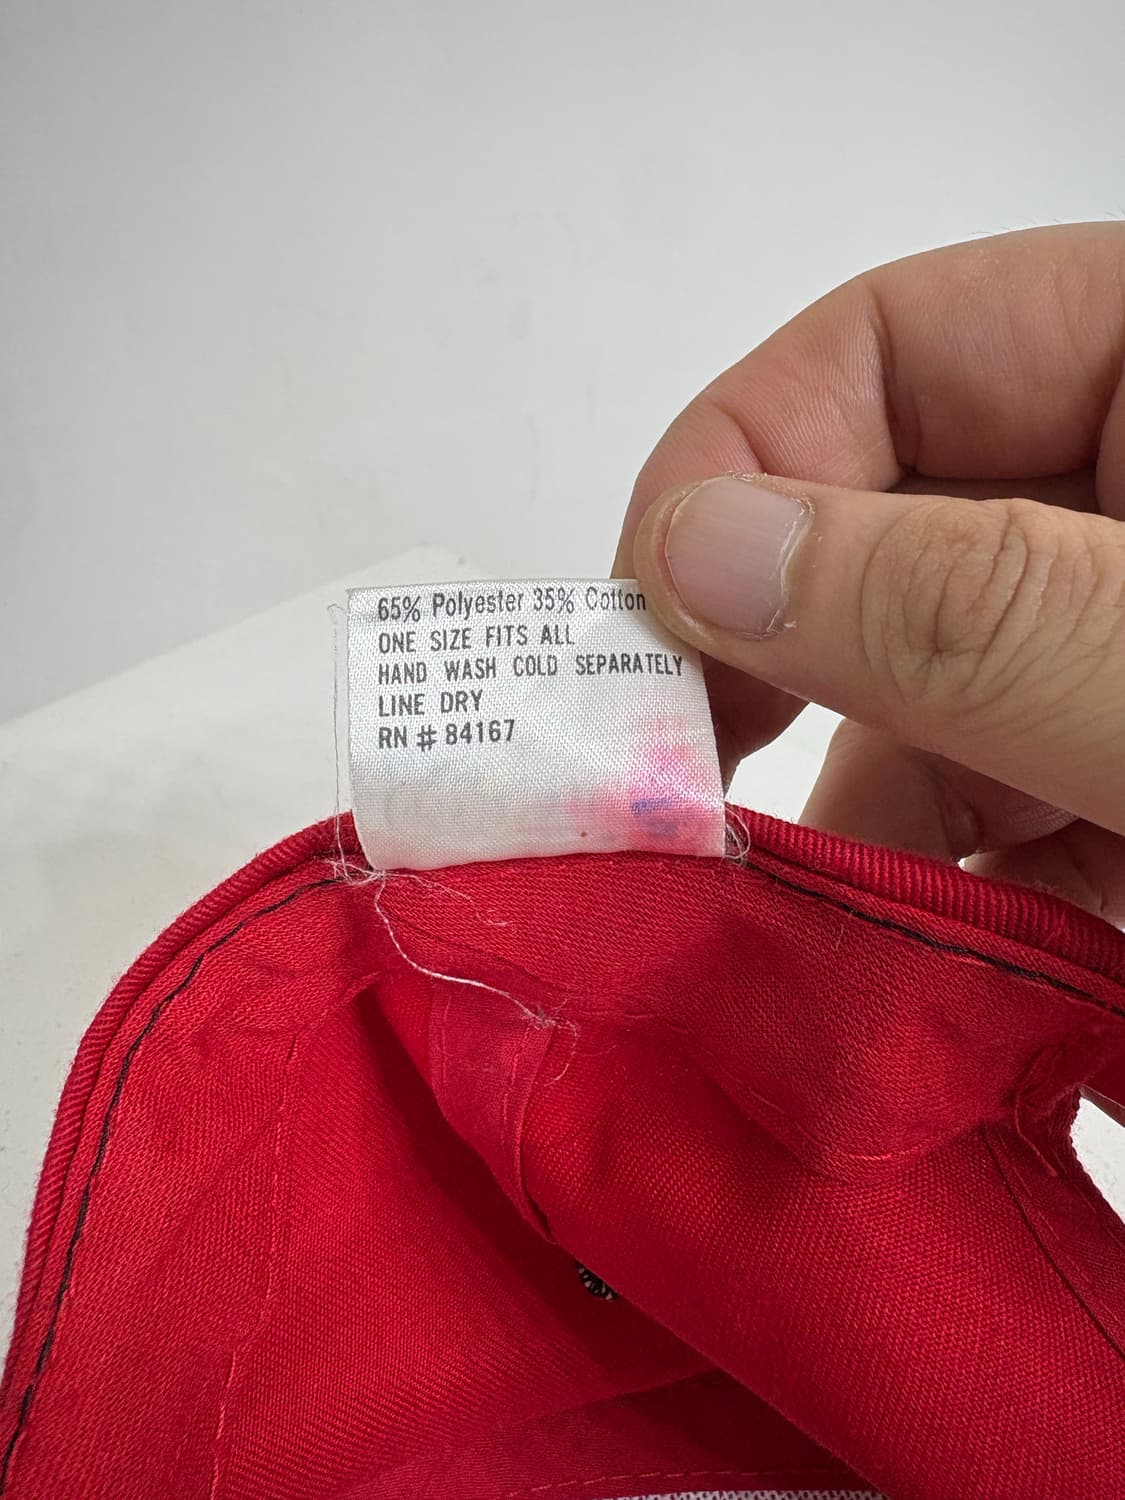 65% Polyester 35% Cotton
ONE SIZE FITS ALL
HAND WASH COLD SEPARATELY
LINE DRY
RN # 84167